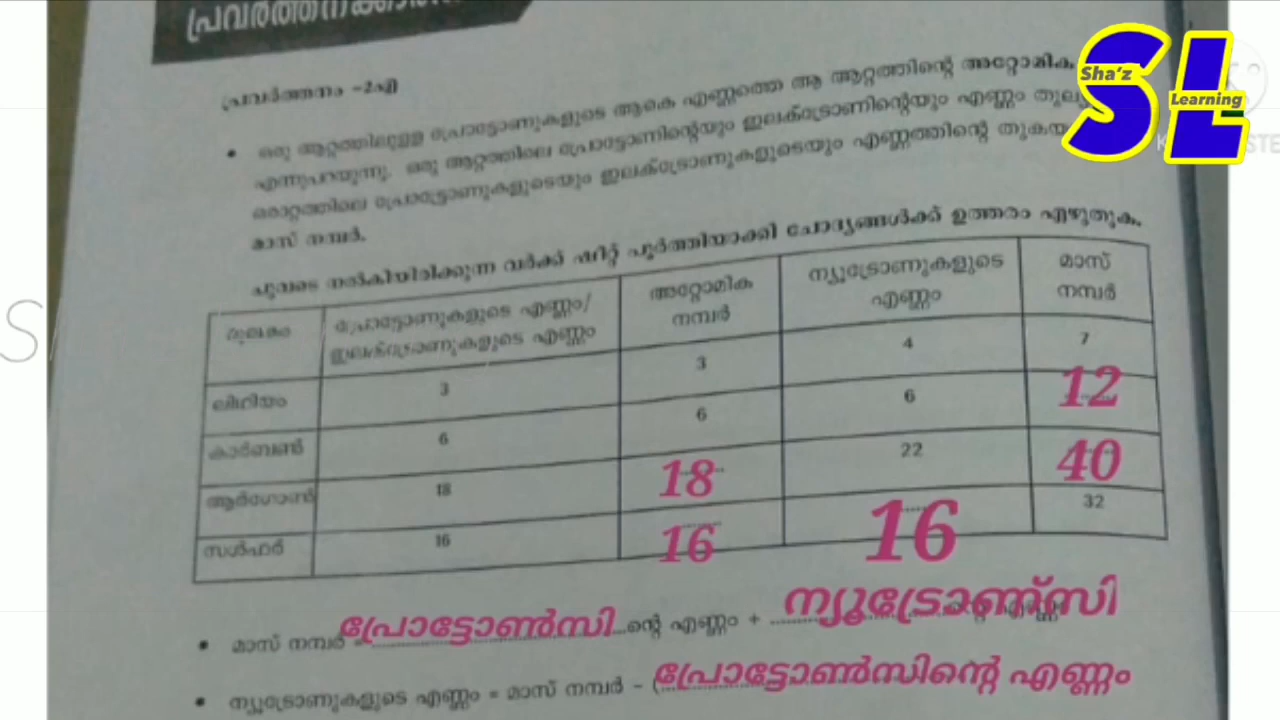 പ്രവർത്തനം -2എ
Sha'z
SL
Learning
• ഒരു ആറ്റത്തിലുള്ള പ്രോട്ടോണുകളുടെ ആകെ എണ്ണത്തെ ആ ആറ്റത്തിന്റെ അറ്റോമിക
എന്നുപറയുന്നു. ഒരു ആറ്റത്തിലെ പ്രോട്ടോണിന്റെയും ഇലക്ട്രോണിന്റെയും എണ്ണം
ഒരാറ്റത്തിലെ പ്രോട്ടോണുകളുടെയും ഇലക്ട്രോണുകളുടെയും എണ്ണത്തിന്റെ
മാസ് നമ്പർ.
ചുവടെ നൽകിയിരിക്കുന്ന വർക്ക് ഷീറ്റ് പൂർത്തിയാക്കി ചോദ്യങ്ങൾക്ക് ഉത്തരം എഴുതുക.
മൂലകം പ്രോട്ടോണുകളുടെ എണ്ണം/ അറ്റോമിക ന്യൂട്രോണുകളുടെ മാസ്
ഇലക്ട്രോണുകളുടെ എണ്ണം നമ്പർ എണ്ണം നമ്പർ
ലിഥിയം 3 3 4 7
കാർബൺ 6 6 6 12
ആർഗോൺ 18 18 22 40
സൾഫർ 16 16 16 32
• മാസ് നമ്പർ = പ്രോട്ടോൺസി...ന്റെ എണ്ണം + ന്യൂട്രോൺസി
• ന്യൂട്രോണുകളുടെ എണ്ണം = മാസ് നമ്പർ - (പ്രോട്ടോൺസിന്റെ എണ്ണം